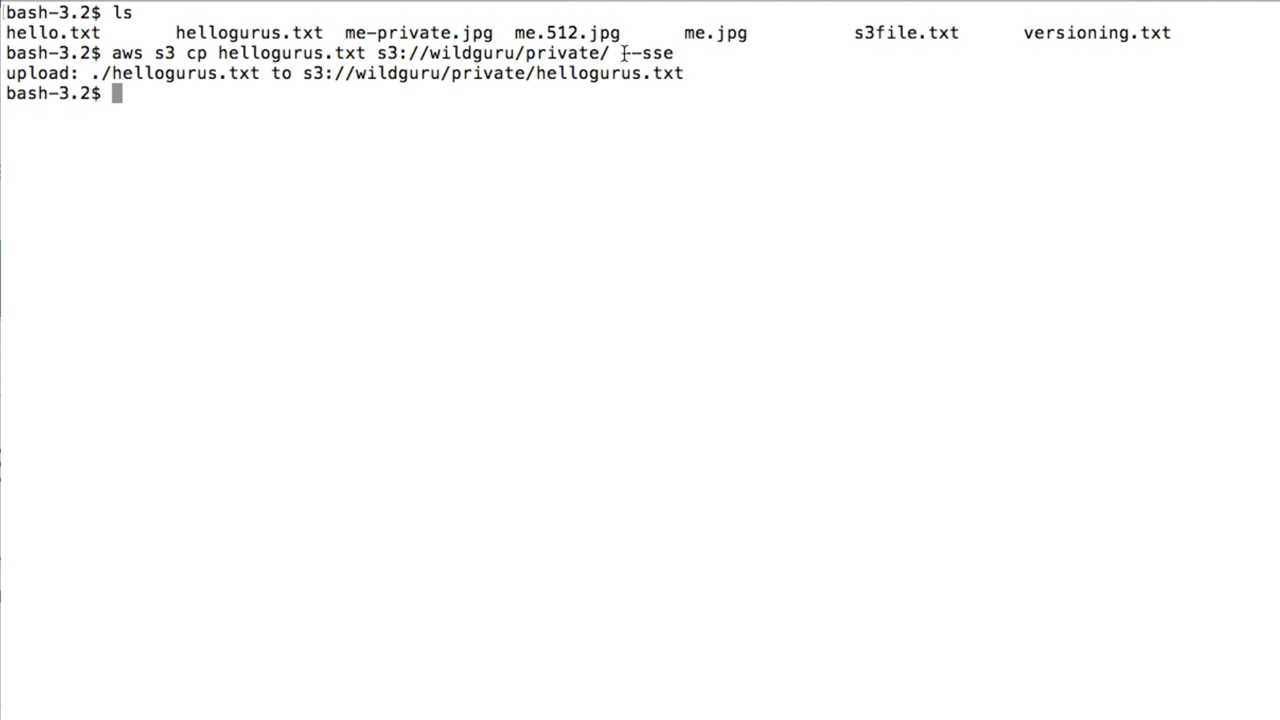 bash-3.2$ ls
hello.txt hellogurus.txt me-private.jpg me.512.jpg me.jpg s3file.txt versioning.txt
bash-3.2$ aws s3 cp hellogurus.txt s3://wildguru/private/ --sse
upload: ./hellogurus.txt to s3://wildguru/private/hellogurus.txt
bash-3.2$